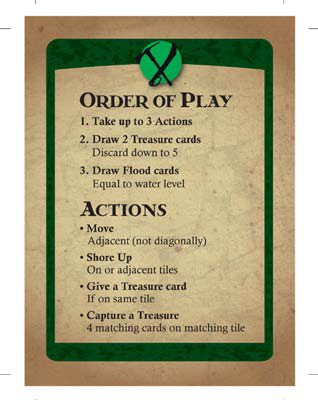 ORDER OF PLAY
1. Take up to 3 Actions
2. Draw 2 Treasure cards
Discard down to 5
3. Draw Flood cards
Equal to water level
ACTIONS
• Move
Adjacent (not diagonally)
• Shore Up
On or adjacent tiles
• Give a Treasure card
If on same tile
• Capture a Treasure
4 matching cards on matching tile